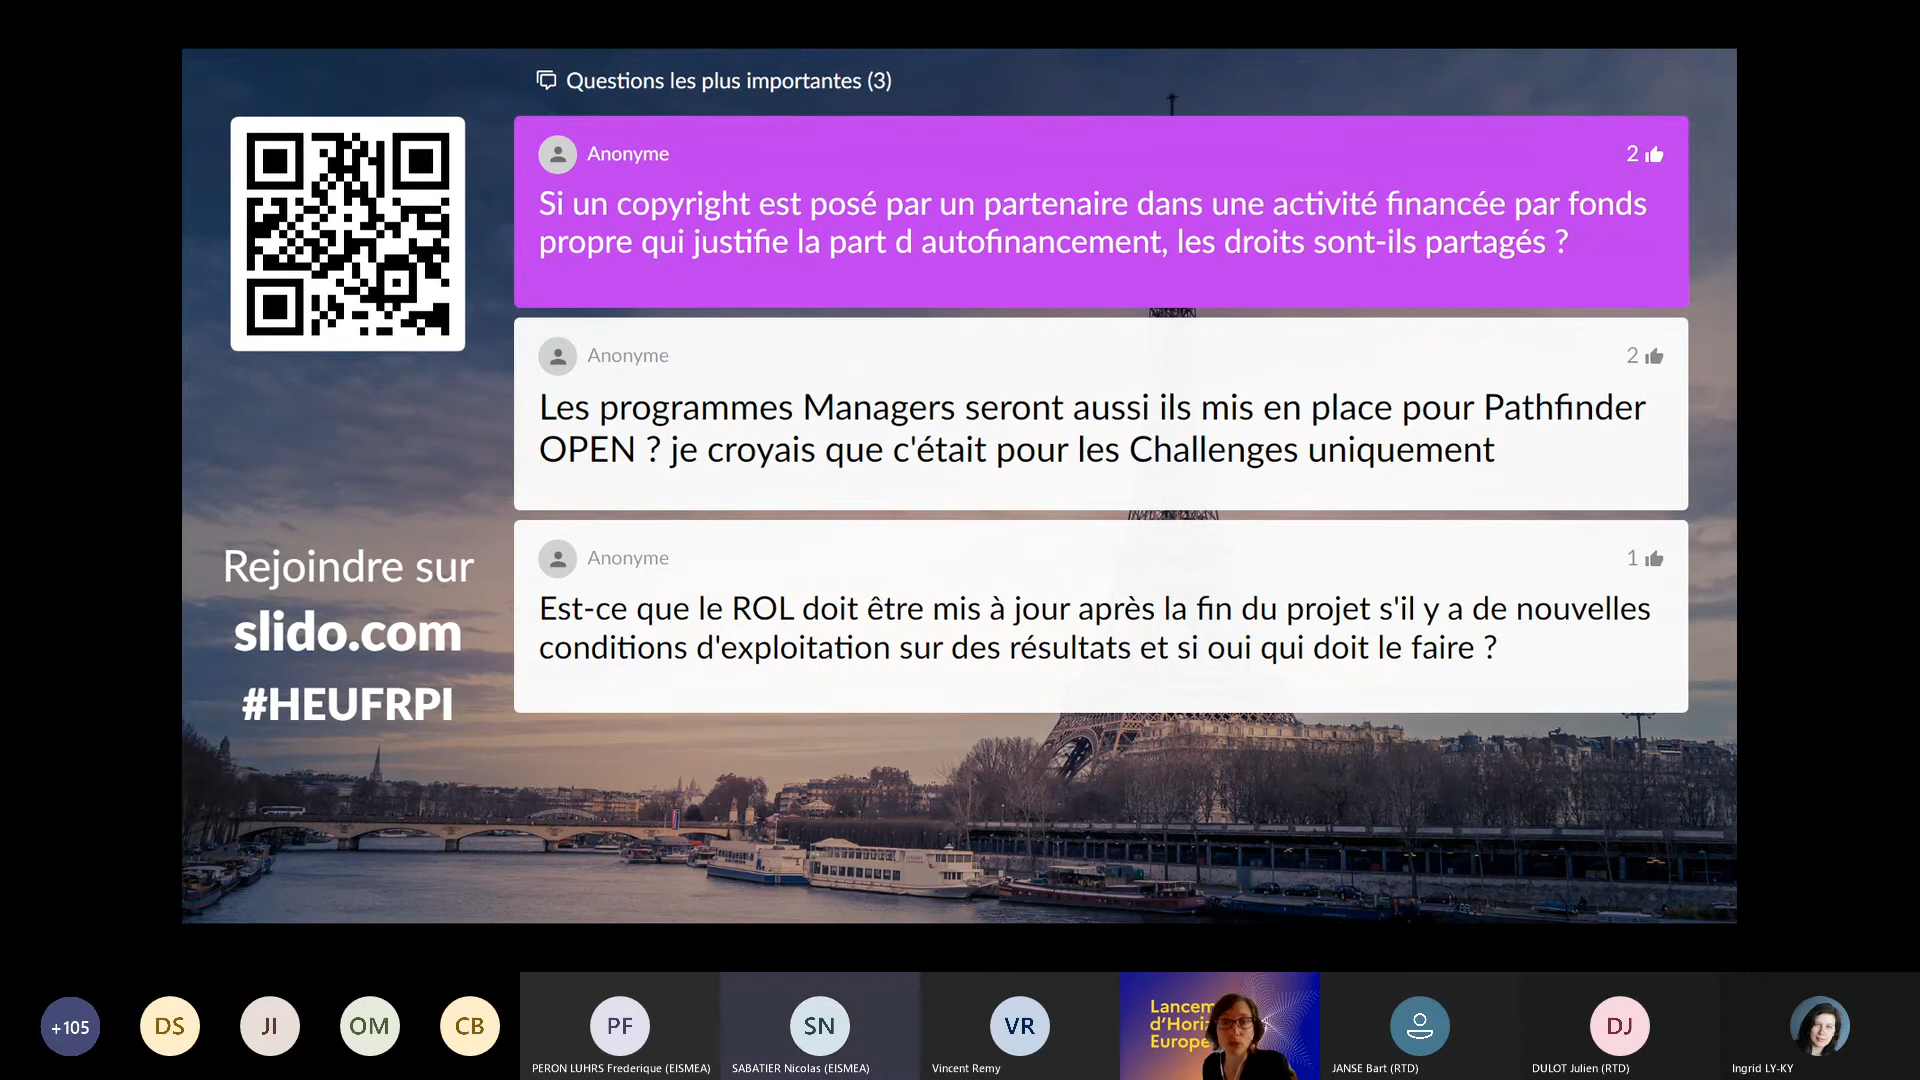 Questions les plus importantes (3)
Anonyme
2
Si un copyright est posé par un partenaire dans une activité financée par fonds
propre qui justifie la part d autofinancement, les droits sont-ils partagés ?
Anonyme
2
Les programmes Managers seront aussi ils mis en place pour Pathfinder
OPEN ? je croyais que c'était pour les Challenges uniquement
Anonyme
1
Est-ce que le ROL doit être mis à jour après la fin du projet s'il y a de nouvelles
conditions d'exploitation sur des résultats et si oui qui doit le faire ?
Rejoindre sur
slido.com
#HEUFRPI
+105
DS
JI
OM
CB
PF
PERON LUHRS Frederique (EISMEA)
SN
SABATIER Nicolas (EISMEA)
VR
Vincent Remy
Lancem
d'Horiz
Europe
JANSE Bart (RTD)
DJ
DULOT Julien (RTD)
Ingrid LY-KY